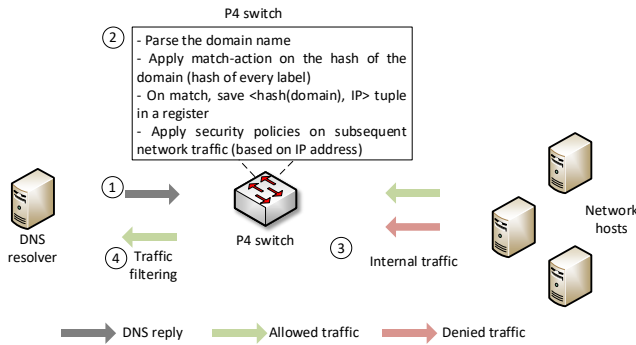 P4 switch
2
- Parse the domain name
- Apply match-action on the hash of the
domain (hash of every label)
- On match, save <hash(domain), IP> tuple
in a register
- Apply security policies on subsequent
network traffic (based on IP address)
1
DNS
resolver
4
Traffic
filtering
P4 switch
3
Internal traffic
Network
hosts
DNS reply
Allowed traffic
Denied traffic